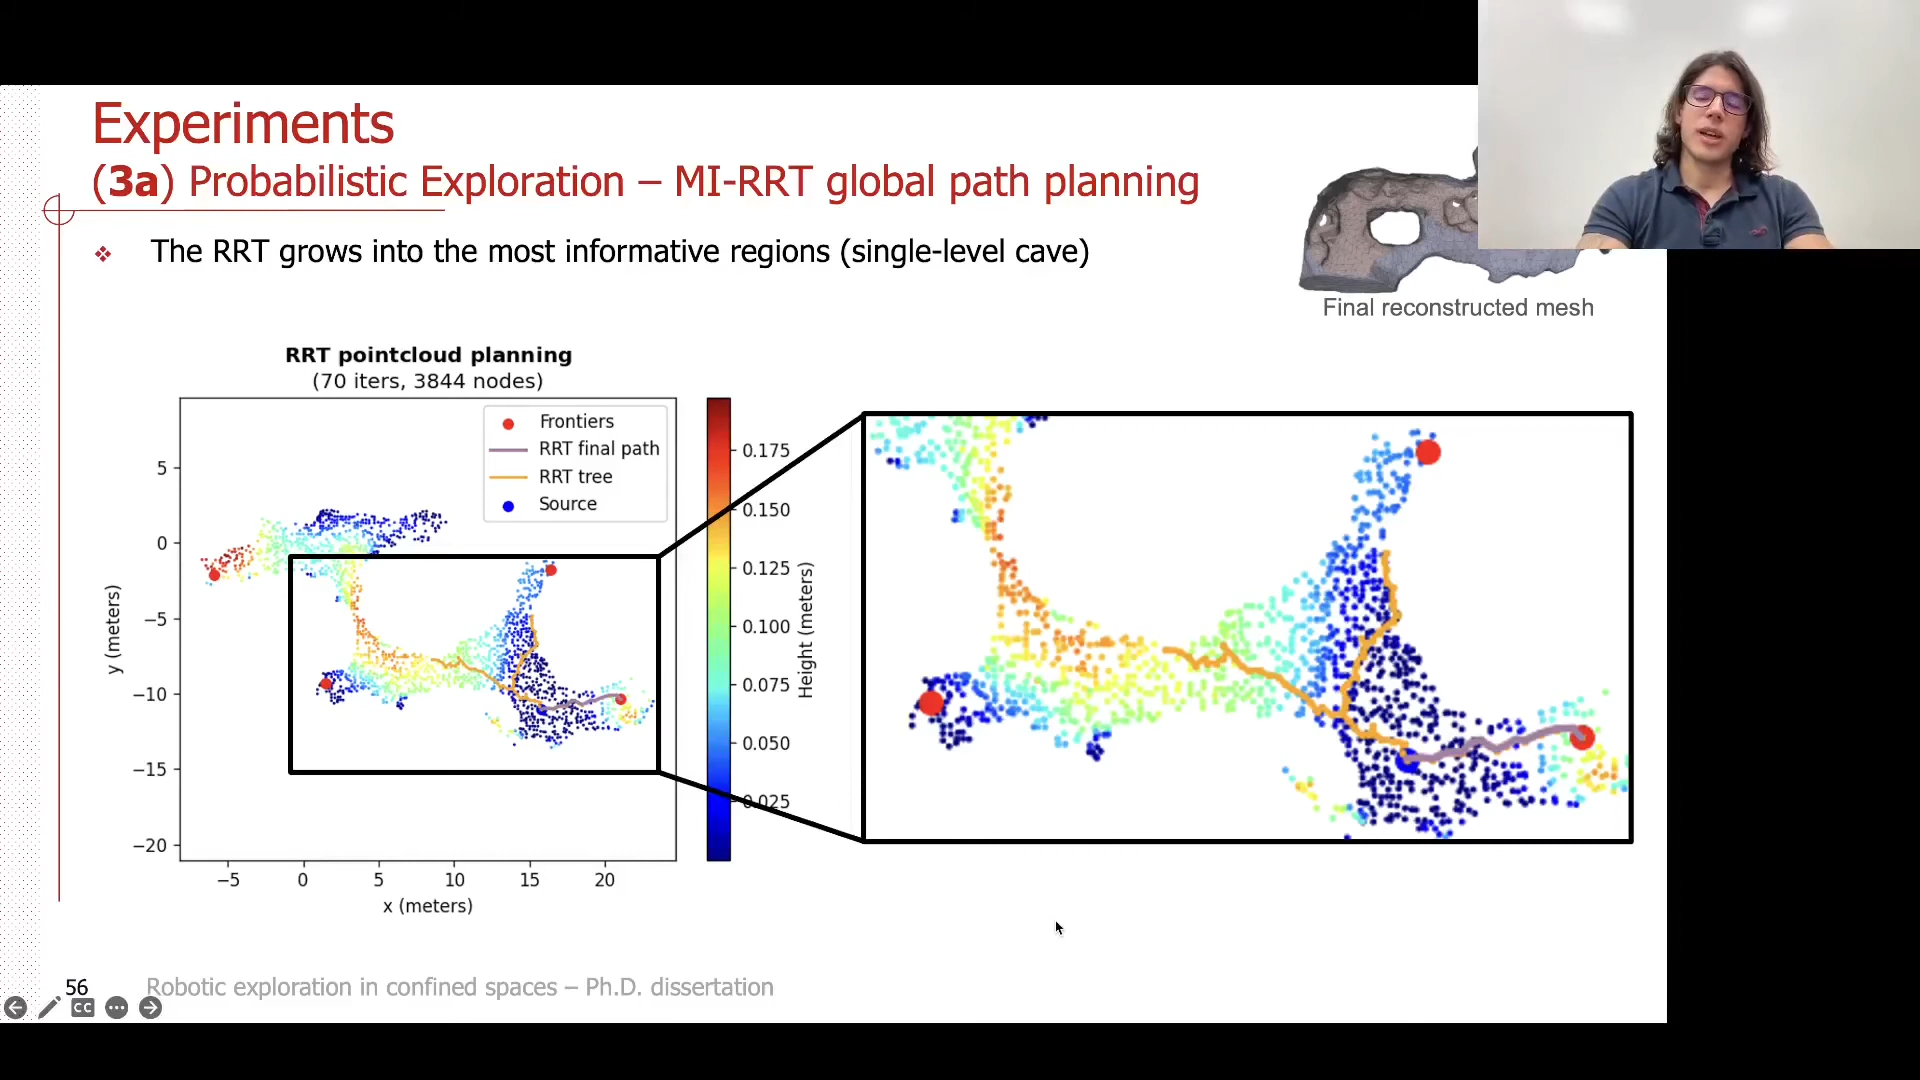 Experiments
(3a) Probabilistic Exploration – MI-RRT global path planning
❖ The RRT grows into the most informative regions (single-level cave)
Final reconstructed mesh
RRT pointcloud planning
(70 iters, 3844 nodes)
Frontiers
RRT final path
RRT tree
Source
5
0
−5
−10
−15
−20
y (meters)
−5 0 5 10 15 20
x (meters)
0.175
0.150
0.125
0.100
0.075
0.050
0.025
Height (meters)
56 Robotic exploration in confined spaces – Ph.D. dissertation
CC